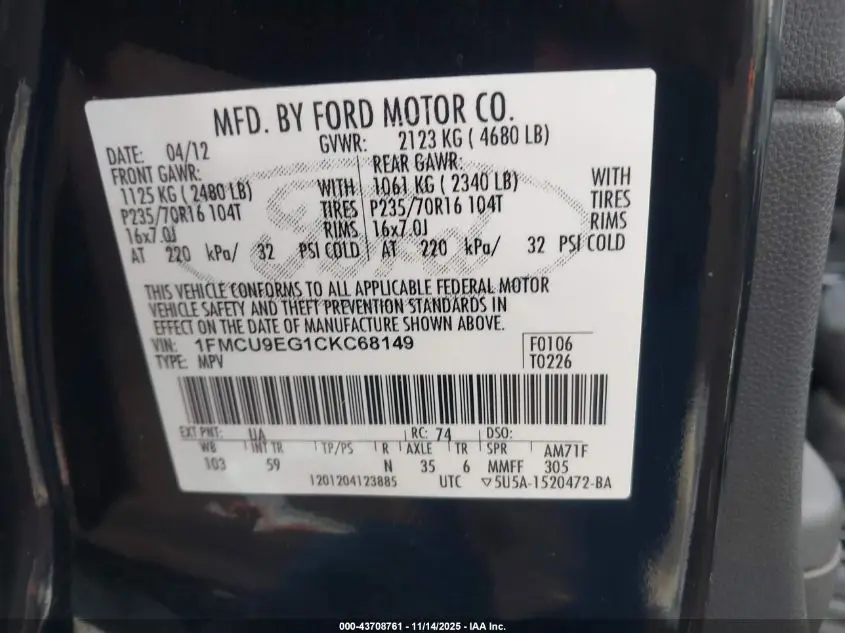 MFD. BY FORD MOTOR CO.
DATE: 04/12 GVWR: 2123 KG ( 4680 LB)
FRONT GAWR: REAR GAWR:
1125 KG ( 2480 LB) WITH 1061 KG ( 2340 LB) WITH
P235/70R16 104T TIRES P235/70R16 104T TIRES
16x7.0J RIMS 16x7.0J RIMS
AT 220 kPa/ 32 PSI COLD AT 220 kPa/ 32 PSI COLD
Ford
THIS VEHICLE CONFORMS TO ALL APPLICABLE FEDERAL MOTOR
VEHICLE SAFETY AND THEFT PREVENTION STANDARDS IN
EFFECT ON THE DATE OF MANUFACTURE SHOWN ABOVE.
VIN: 1FMCU9EG1CKC68149 F0106
TYPE: MPV T0226
EXT PNT: UA RC: 74 DSO:
WB INT TR TP/PS R AXLE TR SPR AM71F
103 59 N 35 6 MMFF 305
1201204123885 UTC ▽5U5A-1520472-BA
000-43708761 | 11/14/2025 | IAA Inc.